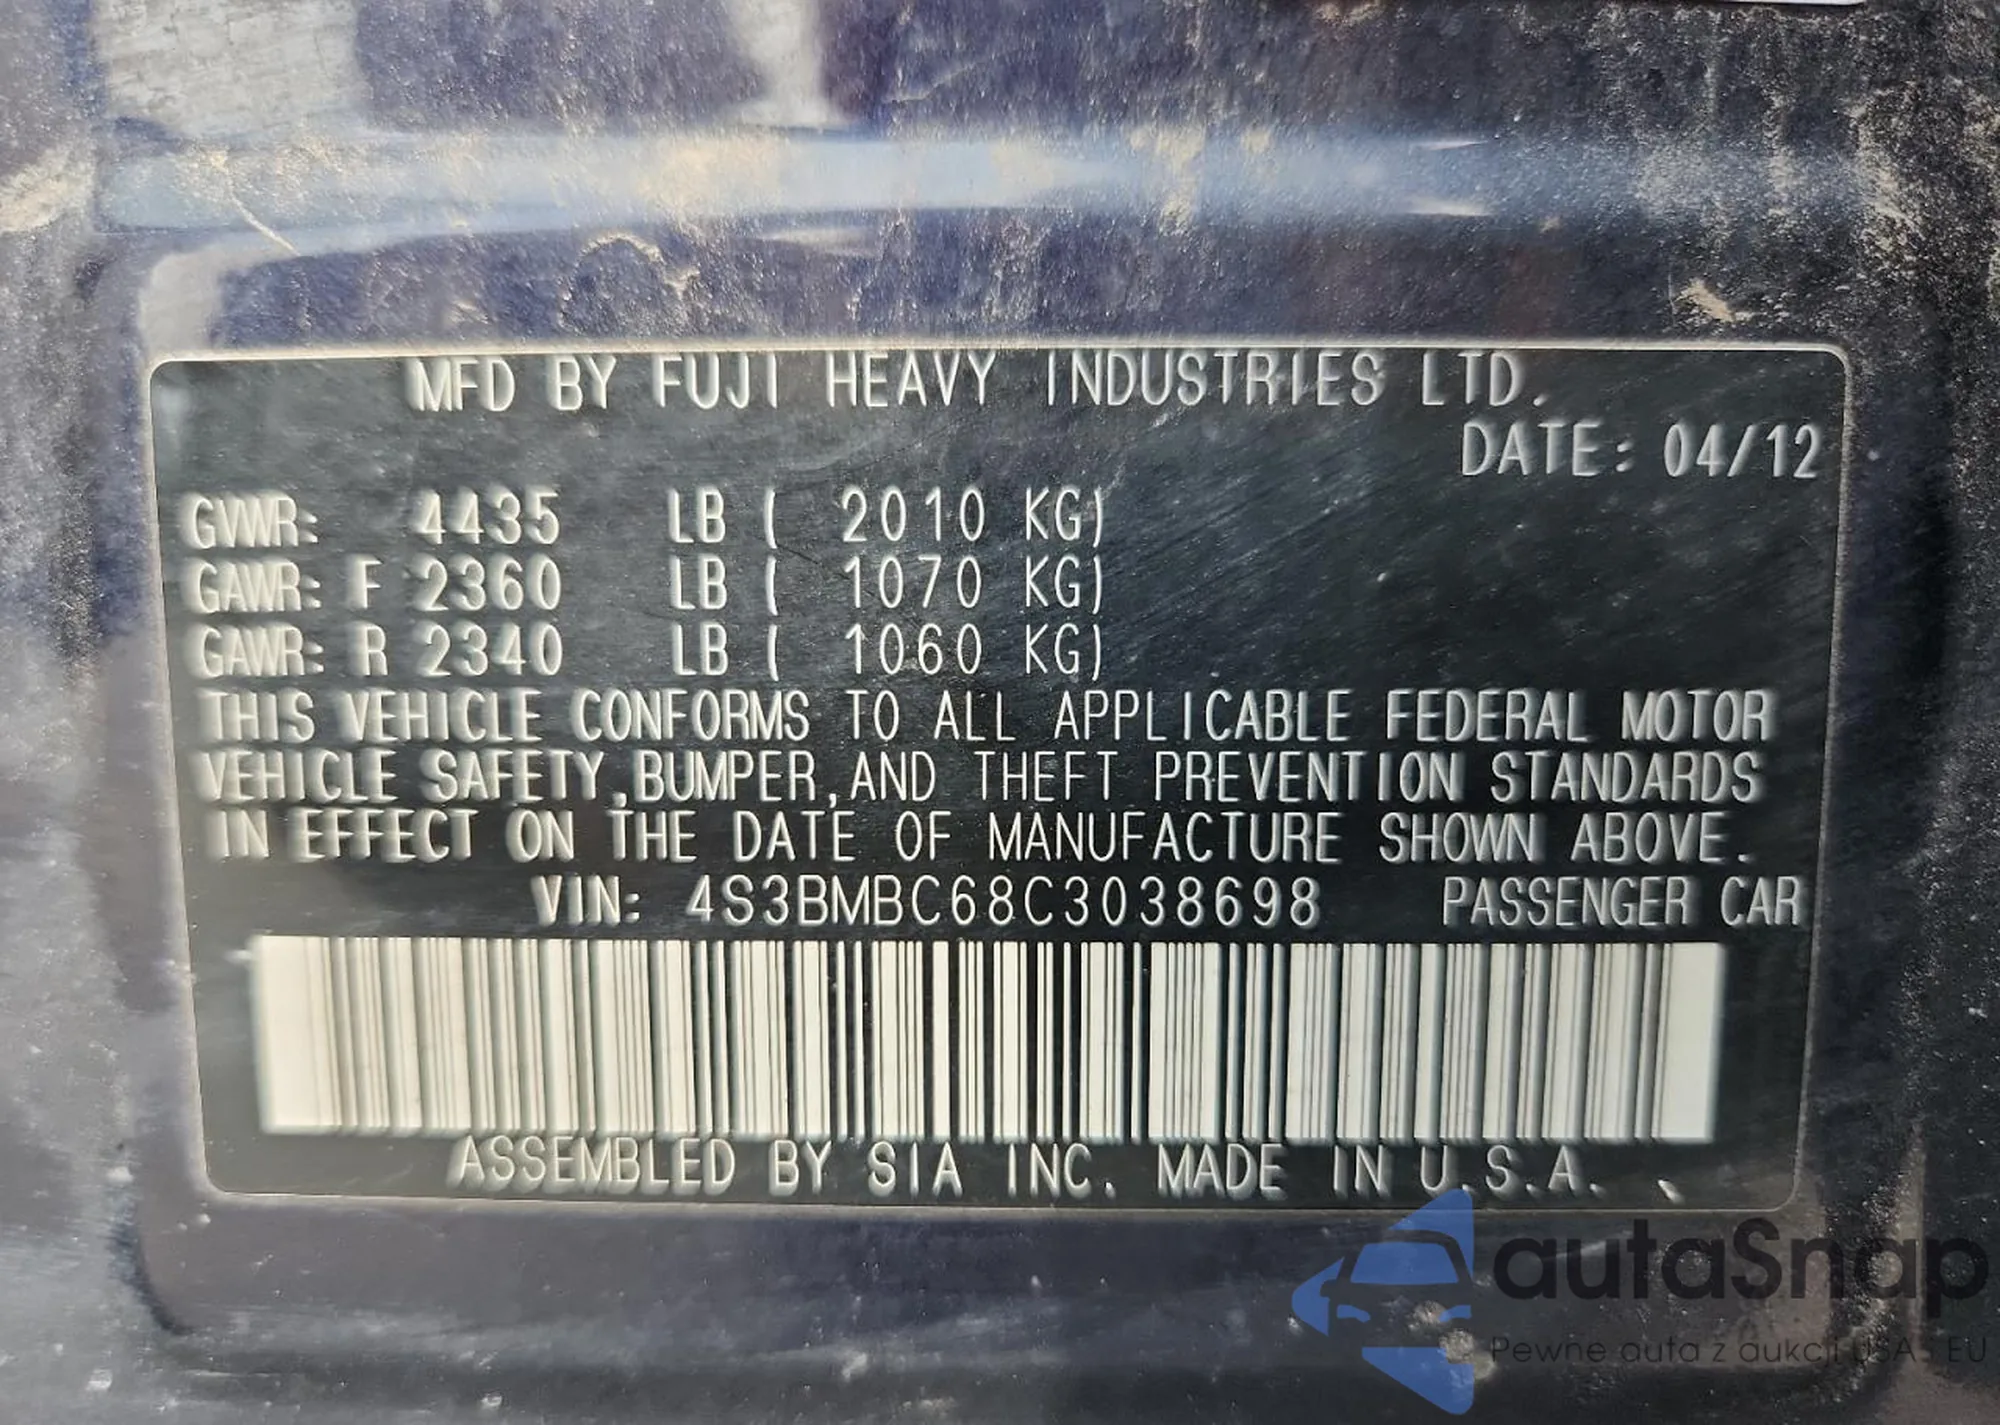 MFD BY FUJI HEAVY INDUSTRIES LTD.
DATE: 04/12
GVWR: 4435 LB ( 2010 KG)
GAWR: F 2360 LB ( 1070 KG)
GAWR: R 2340 LB ( 1060 KG)
THIS VEHICLE CONFORMS TO ALL APPLICABLE FEDERAL MOTOR
VEHICLE SAFETY,BUMPER,AND THEFT PREVENTION STANDARDS
IN EFFECT ON THE DATE OF MANUFACTURE SHOWN ABOVE.
VIN: 4S3BMBC68C3038698 PASSENGER CAR
ASSEMBLED BY SIA INC. MADE IN U.S.A.
autaSnap
Pewne auta z aukcji USA i EU